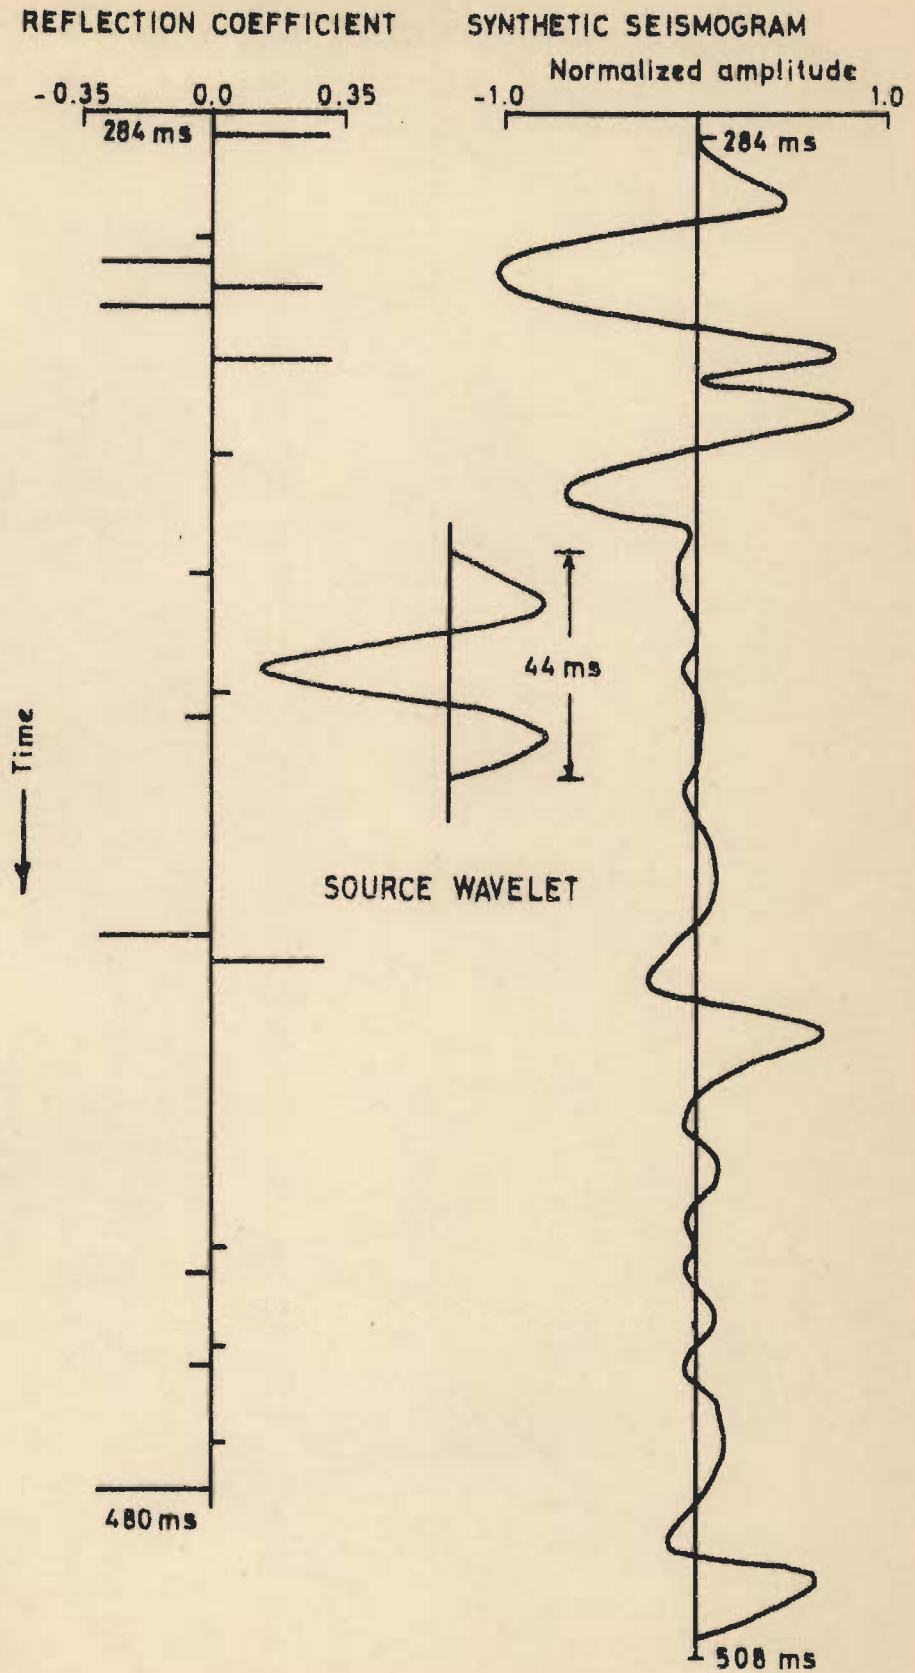 REFLECTION COEFFICIENT
SYNTHETIC SEISMOGRAM
Normalized amplitude
-0.35 0.0 0.35
-1.0 1.0
284 ms
284 ms
44 ms
Time
SOURCE WAVELET
480 ms
508 ms